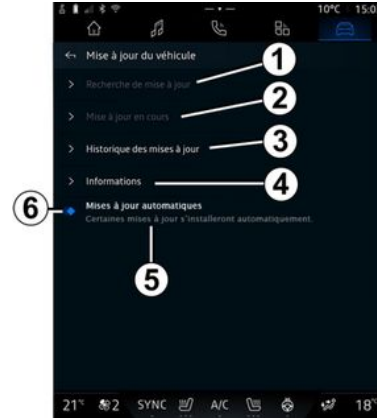 10°C 15:0
Mise à jour du véhicule
Recherche de mise à jour
1
Mise à jour en cours
2
Historique des mises à jour
3
Informations
4
6
Mises à jour automatiques
Certaines mises à jour s'installeront automatiquement.
5
21°C 2 SYNC A/C 18°